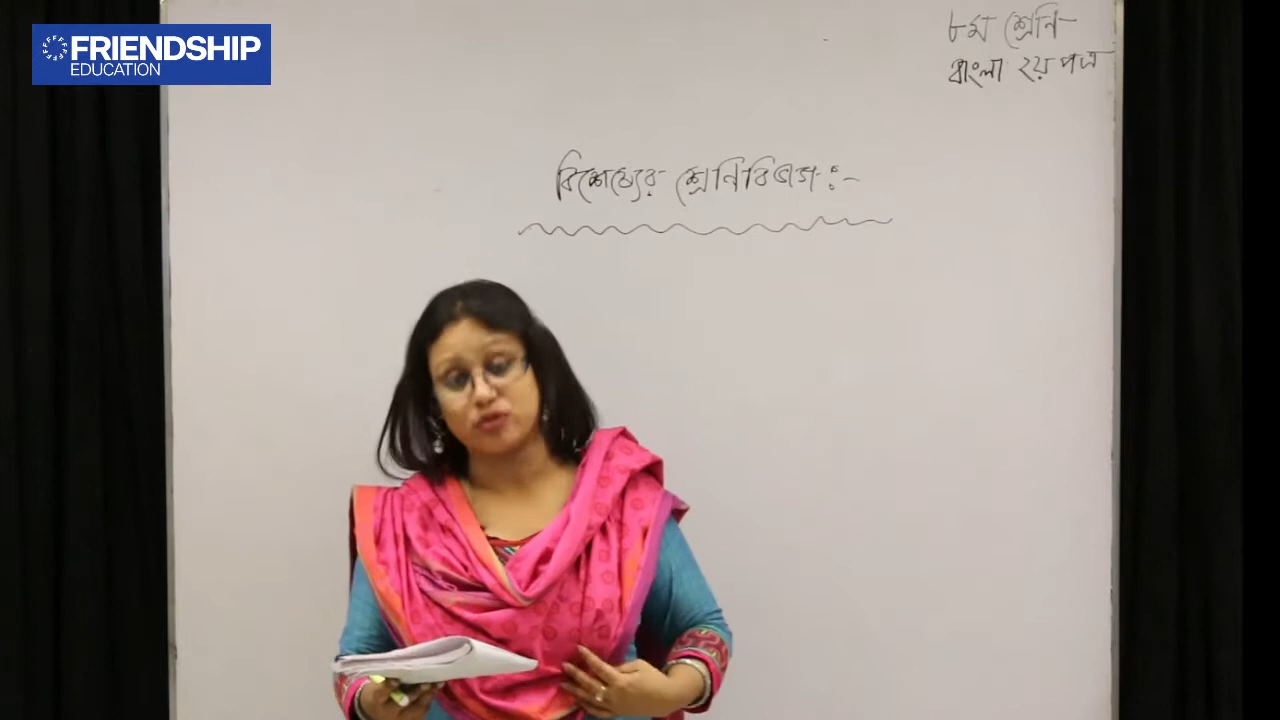 FRIENDSHIP
EDUCATION
৮ম শ্রেনি
বাংলা ২য় পত্র
বিশেষ্যের শ্রেনিবিভাগ :-